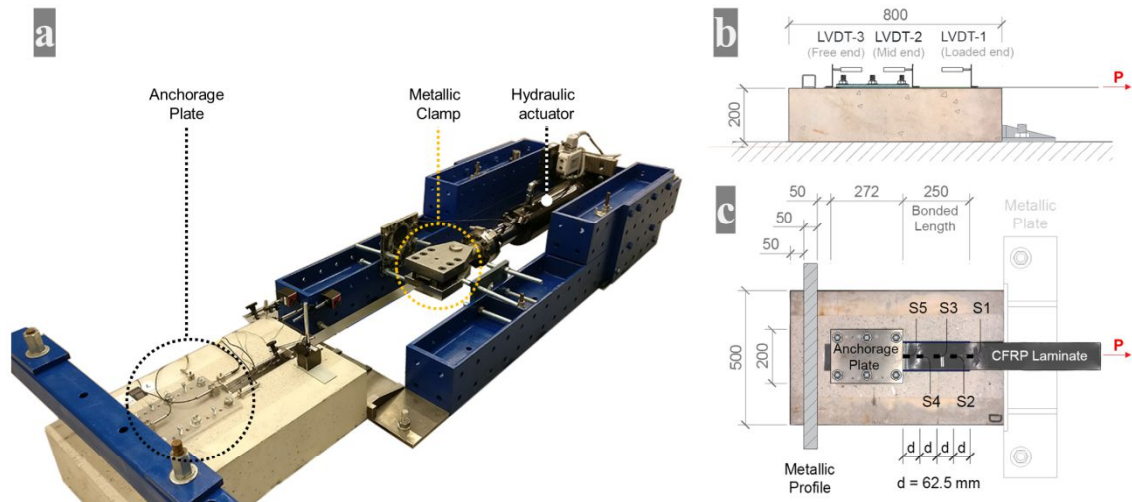 a
Anchorage
Plate
Metallic
Clamp
Hydraulic
actuator
b
800
LVDT-3
(Free end)
LVDT-2
(Mid end)
LVDT-1
(Loaded end)
P
200
c
50
272
250
50
Bonded
Length
50
Metallic
Plate
S5
S3
S1
500
200
Anchorage
Plate
CFRP Laminate
P
S4
S2
d d d d
Metallic
Profile
d = 62.5 mm